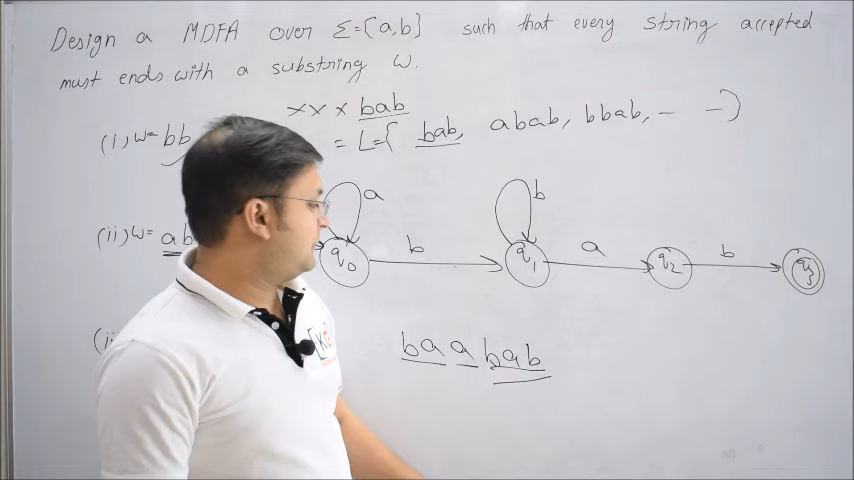 Design a MDFA over Σ={a,b} such that every string accepted
must ends with a substring w.
xxx bab
(i) w= bb = L={ bab, abab, bbab, - - }
a b
(ii) w= ab q0 b q1 a q2 b q3
baabab